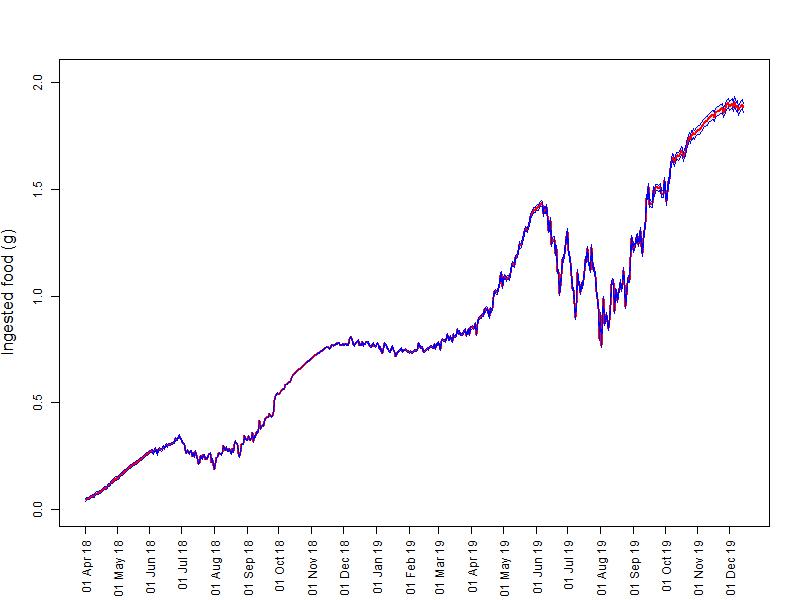 Ingested food (g)
2.0
1.5
1.0
0.5
0.0
01 Apr 18
01 May 18
01 Jun 18
01 Jul 18
01 Aug 18
01 Sep 18
01 Oct 18
01 Nov 18
01 Dec 18
01 Jan 19
01 Feb 19
01 Mar 19
01 Apr 19
01 May 19
01 Jun 19
01 Jul 19
01 Aug 19
01 Sep 19
01 Oct 19
01 Nov 19
01 Dec 19